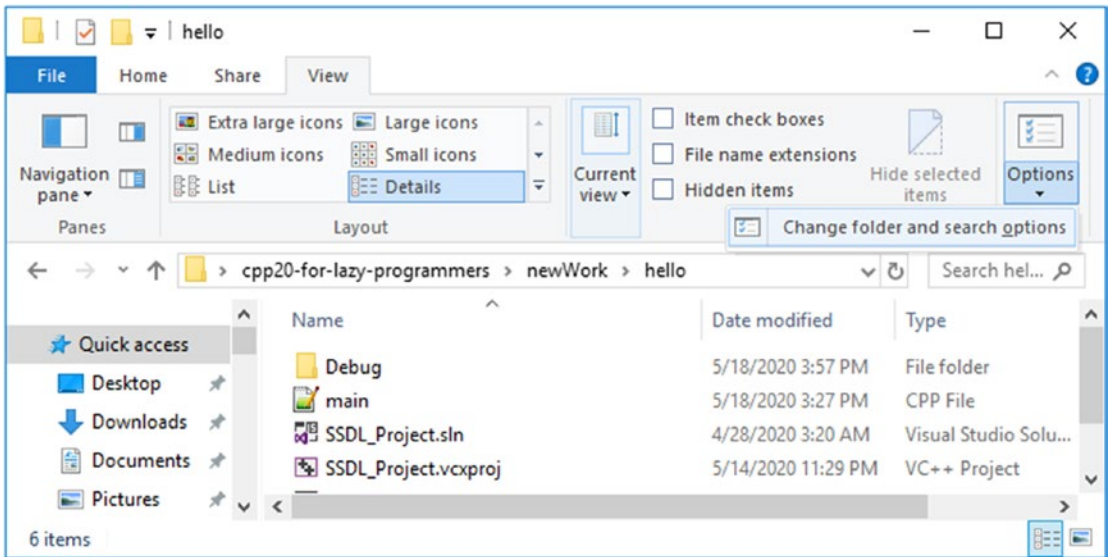 hello
File Home Share View
Extra large icons Large icons
Medium icons Small icons
List Details
Navigation pane
Panes
Layout
Current view
Item check boxes
File name extensions
Hidden items
Hide selected items
Options
Change folder and search options
cpp20-for-lazy-programmers > newWork > hello
Search hel...
Name Date modified Type
Quick access
Desktop
Downloads
Documents
Pictures
Debug 5/18/2020 3:57 PM File folder
main 5/18/2020 3:27 PM CPP File
SSDL_Project.sln 4/28/2020 3:20 AM Visual Studio Solu...
SSDL_Project.vcxproj 5/14/2020 11:29 PM VC++ Project
6 items